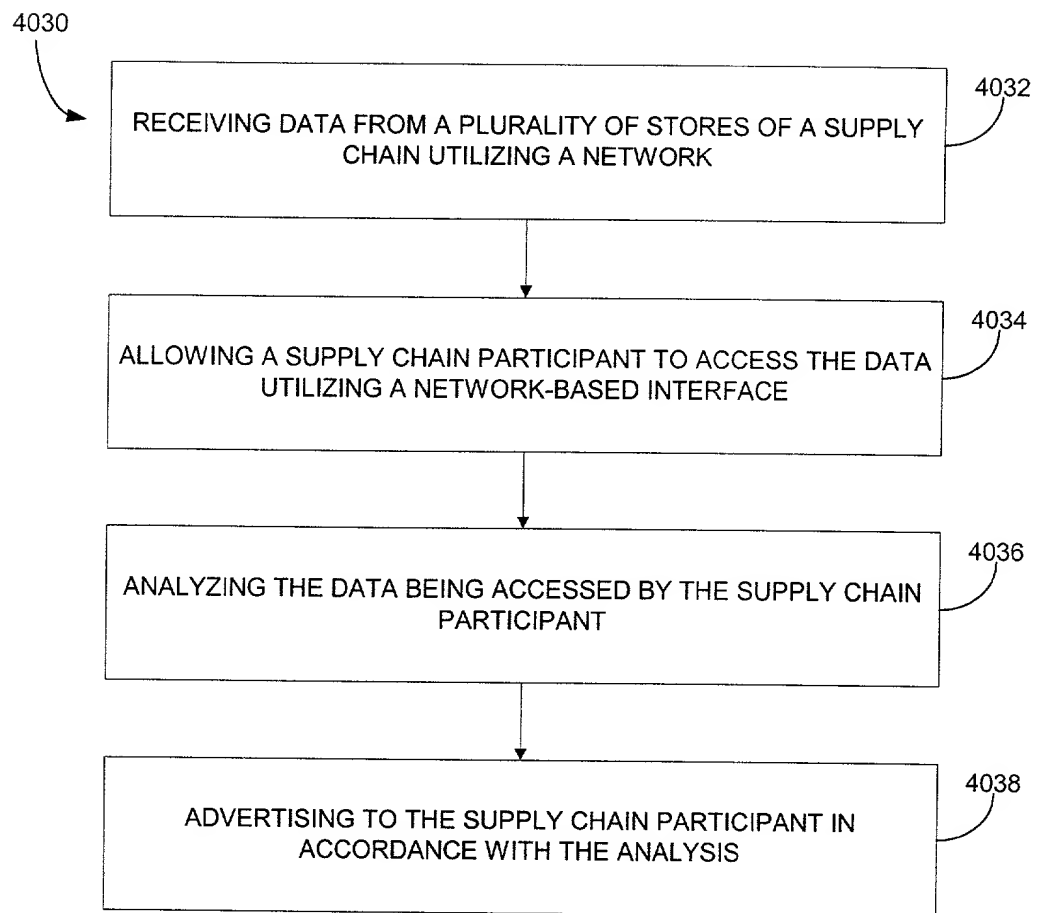 4030
4032
RECEIVING DATA FROM A PLURALITY OF STORES OF A SUPPLY
CHAIN UTILIZING A NETWORK
4034
ALLOWING A SUPPLY CHAIN PARTICIPANT TO ACCESS THE DATA
UTILIZING A NETWORK-BASED INTERFACE
4036
ANALYZING THE DATA BEING ACCESSED BY THE SUPPLY CHAIN
PARTICIPANT
4038
ADVERTISING TO THE SUPPLY CHAIN PARTICIPANT IN
ACCORDANCE WITH THE ANALYSIS